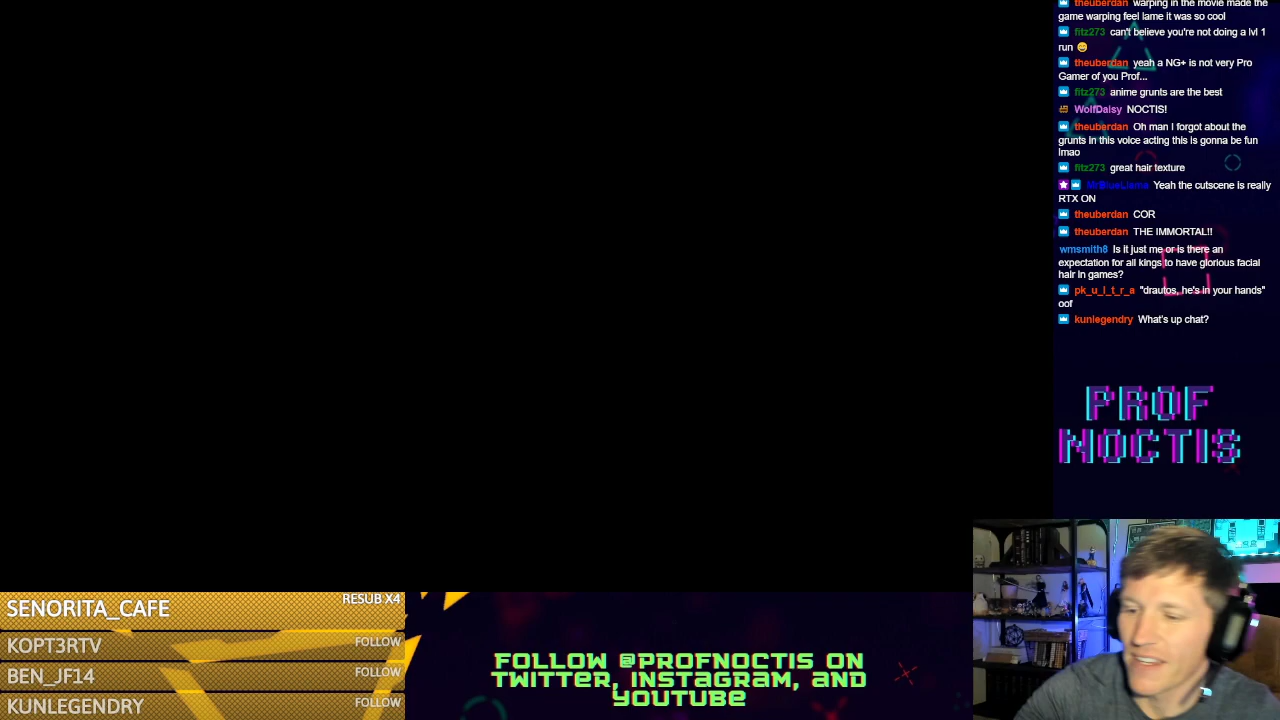 theuberdan warping in the movie made the
game warping feel lame it was so cool
fitz273 can't believe you're not doing a lvl 1
run 😅
theuberdan yeah a NG+ is not very Pro
Gamer of you Prof...
fitz273 anime grunts are the best
WolfDaisy NOCTIS!
theuberdan Oh man I forgot about the
grunts in this voice acting this is gonna be fun
lmao
fitz273 great hair texture
MrBlueLlama Yeah the cutscene is really
RTX ON
theuberdan COR
theuberdan THE IMMORTAL!!
wmsmith8 Is it just me or is there an
expectation for all kings to have glorious facial
hair in games?
pk_u_l_t_r_a "drautos, he's in your hands"
oof
kunlegendry What's up chat?
PROF
NOCTIS
SENORITA_CAFE RESUB X4
KOPT3RTV FOLLOW
BEN_JF14 FOLLOW
KUNLEGENDRY FOLLOW
FOLLOW @PROFNOCTIS ON
TWITTER, INSTAGRAM, AND
YOUTUBE